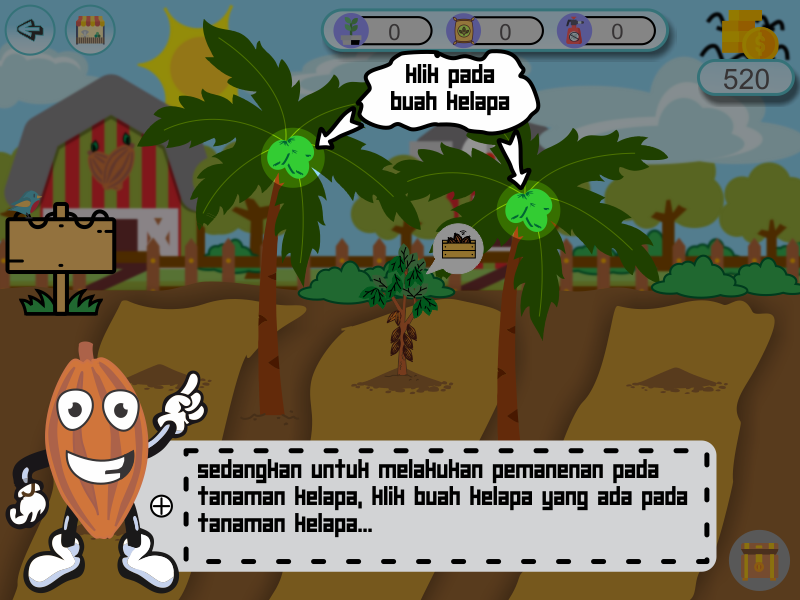 0 0 0
520
klik pada
buah kelapa
sedangkan untuk melakukan pemanenan pada
tanaman kelapa, klik buah kelapa yang ada pada
tanaman kelapa...